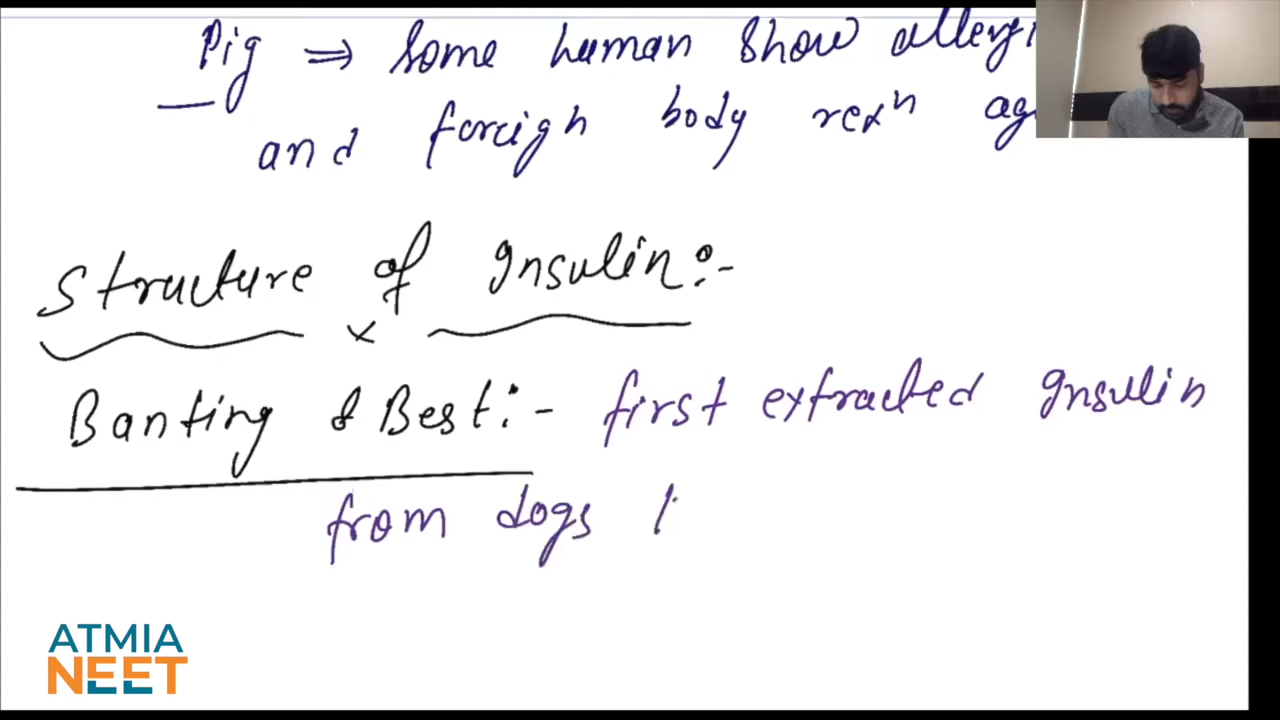 Pig ⇒ Some human show allergi
and foreign body rexⁿ ag
Structure of Insulin:-
Banting & Best:- first extracted Insulin
from dogs
ATMIA
NEET